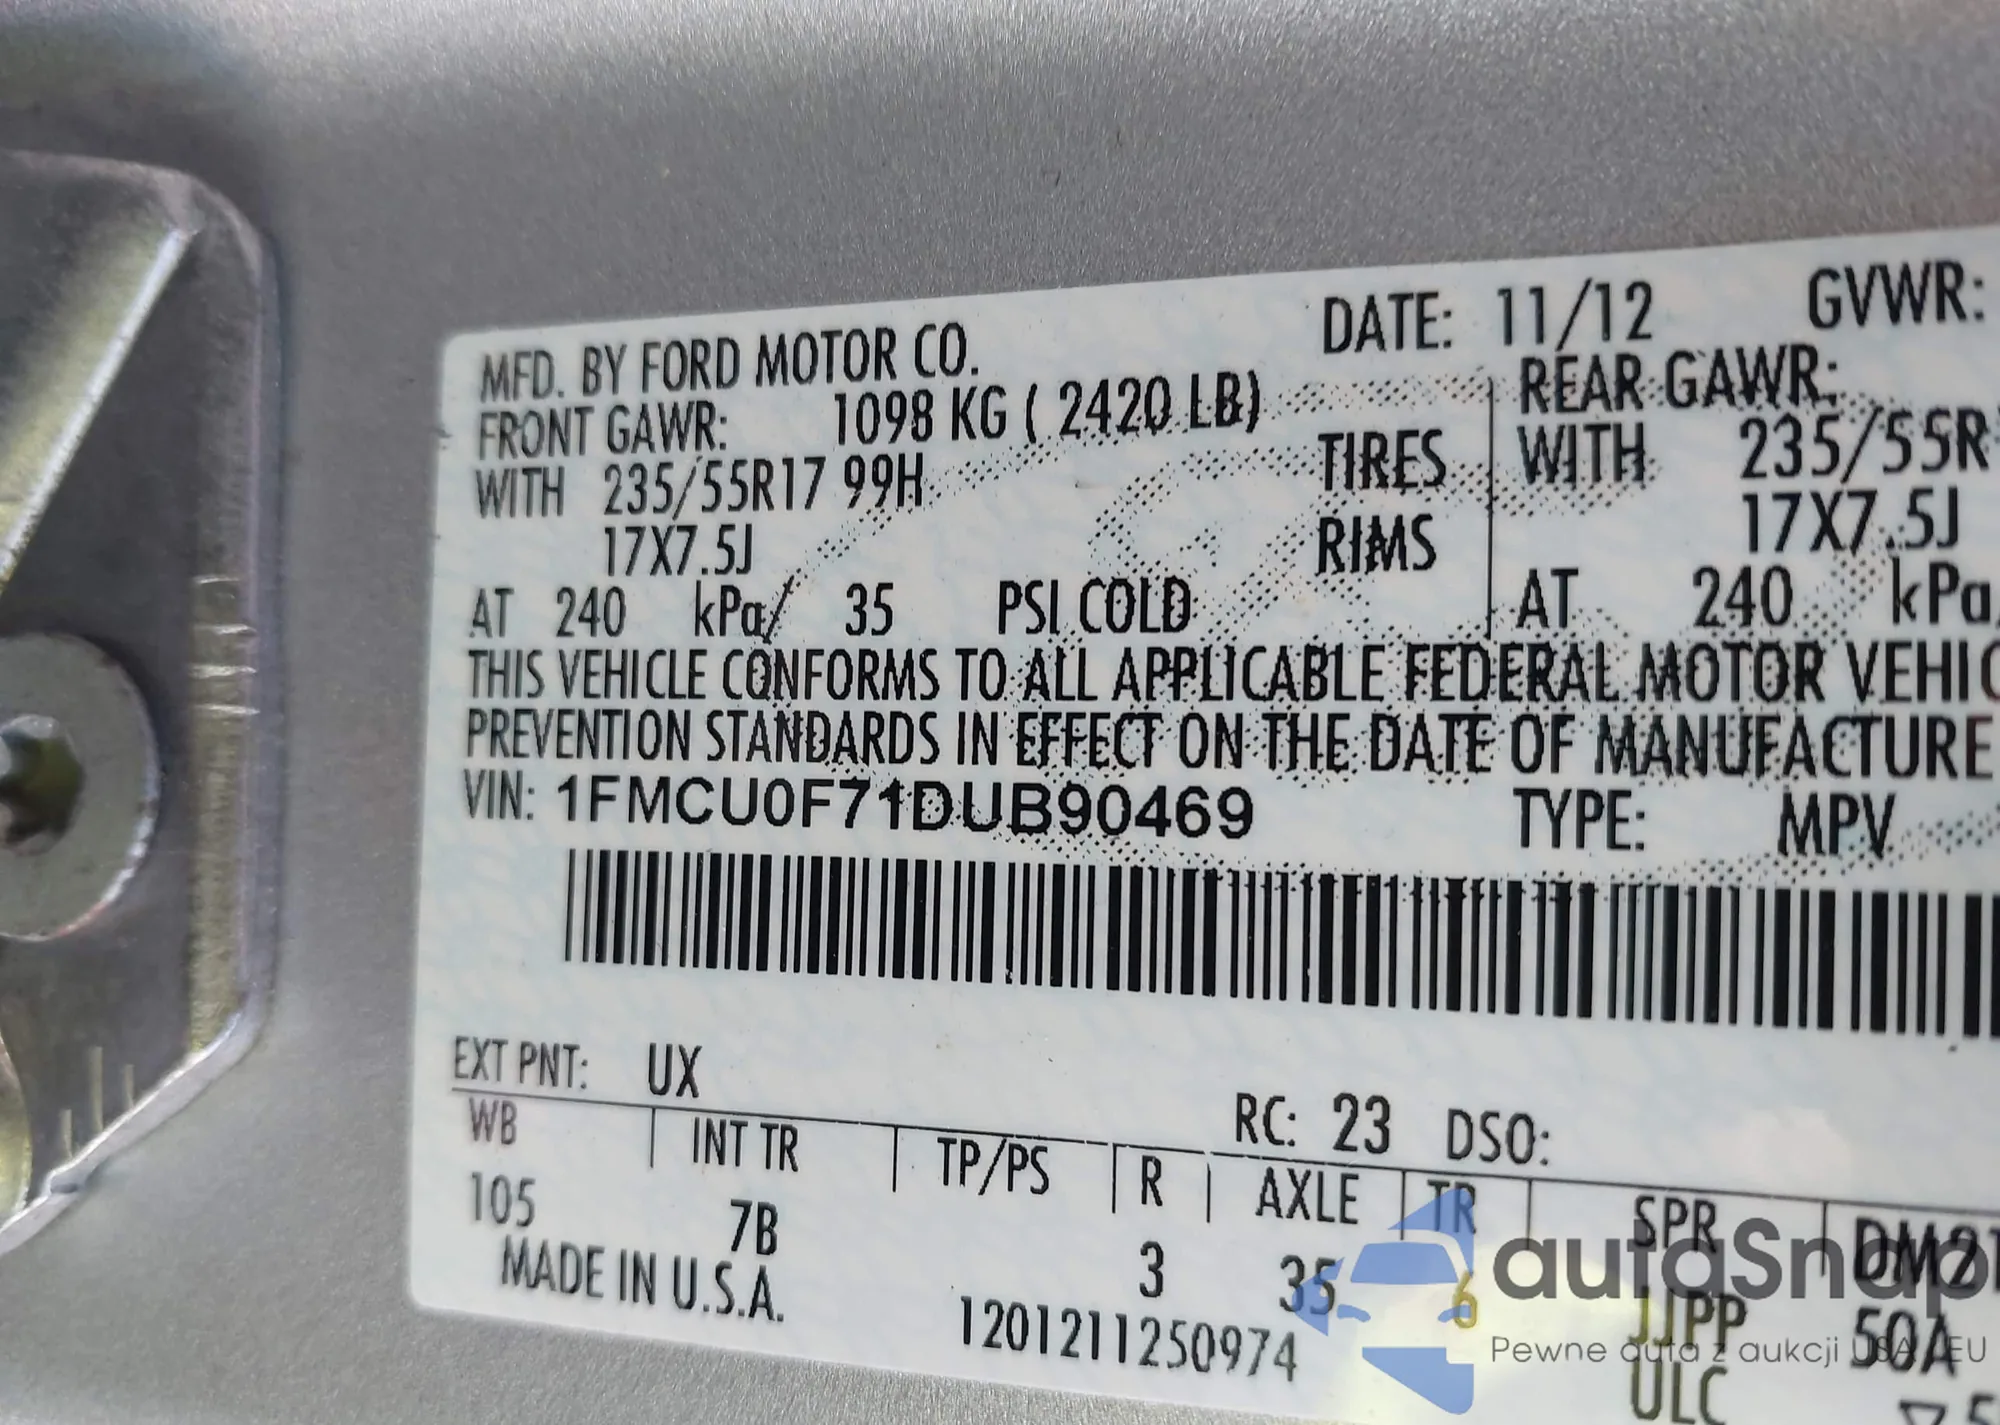 MFD. BY FORD MOTOR CO. DATE: 11/12 GVWR:
FRONT GAWR: 1098 KG ( 2420 LB) REAR GAWR:
WITH 235/55R17 99H TIRES WITH 235/55R
17X7.5J RIMS 17X7.5J
AT 240 kPa/ 35 PSI COLD AT 240 kPa
THIS VEHICLE CONFORMS TO ALL APPLICABLE FEDERAL MOTOR VEHIC
PREVENTION STANDARDS IN EFFECT ON THE DATE OF MANUFACTURE
VIN: 1FMCU0F71DUB90469 TYPE: MPV
EXT PNT: UX RC: 23 DSO:
WB INT TR TP/PS R AXLE TR SPR
105 7B 3 35 6 JJPP 50A
MADE IN U.S.A. 1201211250974 ULC
autaSnap
Pewne auta z aukcji USA EU